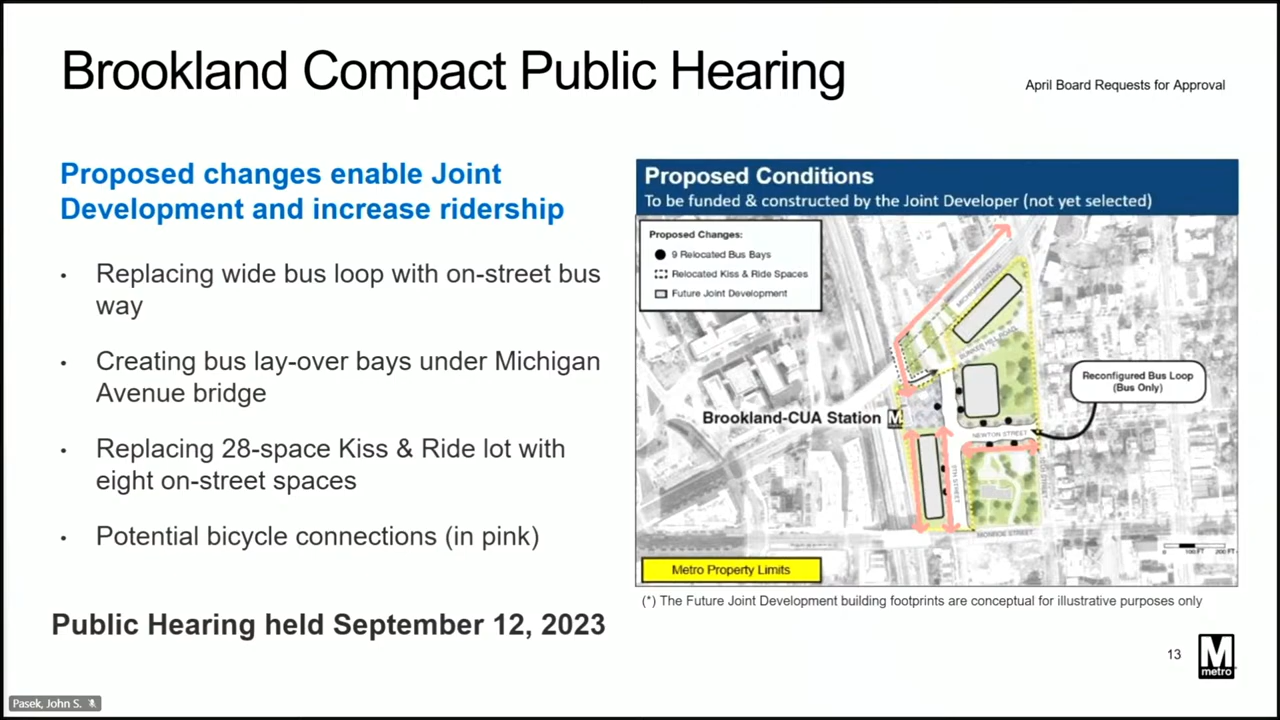 Brookland Compact Public Hearing
April Board Requests for Approval
Proposed changes enable Joint
Development and increase ridership
• Replacing wide bus loop with on-street bus
way
• Creating bus lay-over bays under Michigan
Avenue bridge
• Replacing 28-space Kiss & Ride lot with
eight on-street spaces
• Potential bicycle connections (in pink)
Public Hearing held September 12, 2023
Proposed Conditions
To be funded & constructed by the Joint Developer (not yet selected)
Proposed Changes:
9 Relocated Bus Bays
Relocated Kiss & Ride Spaces
Future Joint Development
MICHIGAN
BUNKER HILL ROAD
Reconfigured Bus Loop
(Bus Only)
Brookland-CUA Station M
NEWTON STREET
STREET
MONROE STREET
Metro Property Limits
(*) The Future Joint Development building footprints are conceptual for illustrative purposes only
13
M
metro
Pasek, John S.